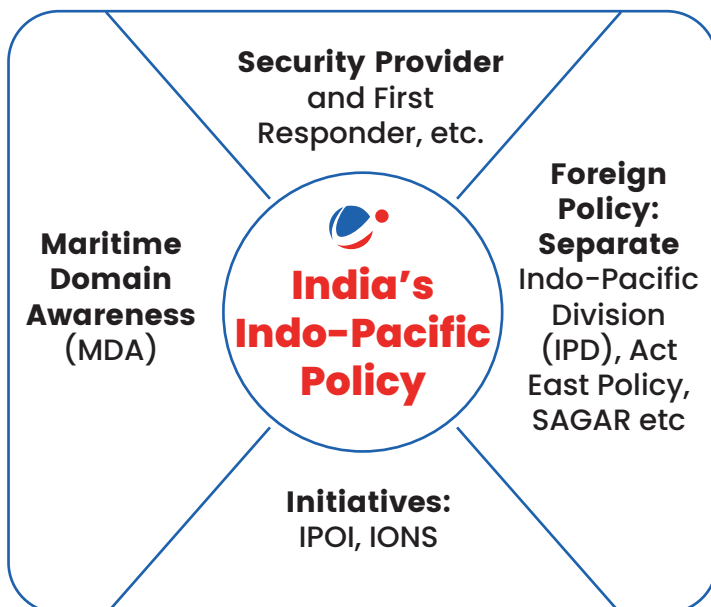 Security Provider
and First
Responder, etc.
Maritime
Domain
Awareness
(MDA)
India’s
Indo-Pacific
Policy
Foreign
Policy:
Separate
Indo-Pacific
Division
(IPD), Act
East Policy,
SAGAR etc
Initiatives:
IPOI, IONS